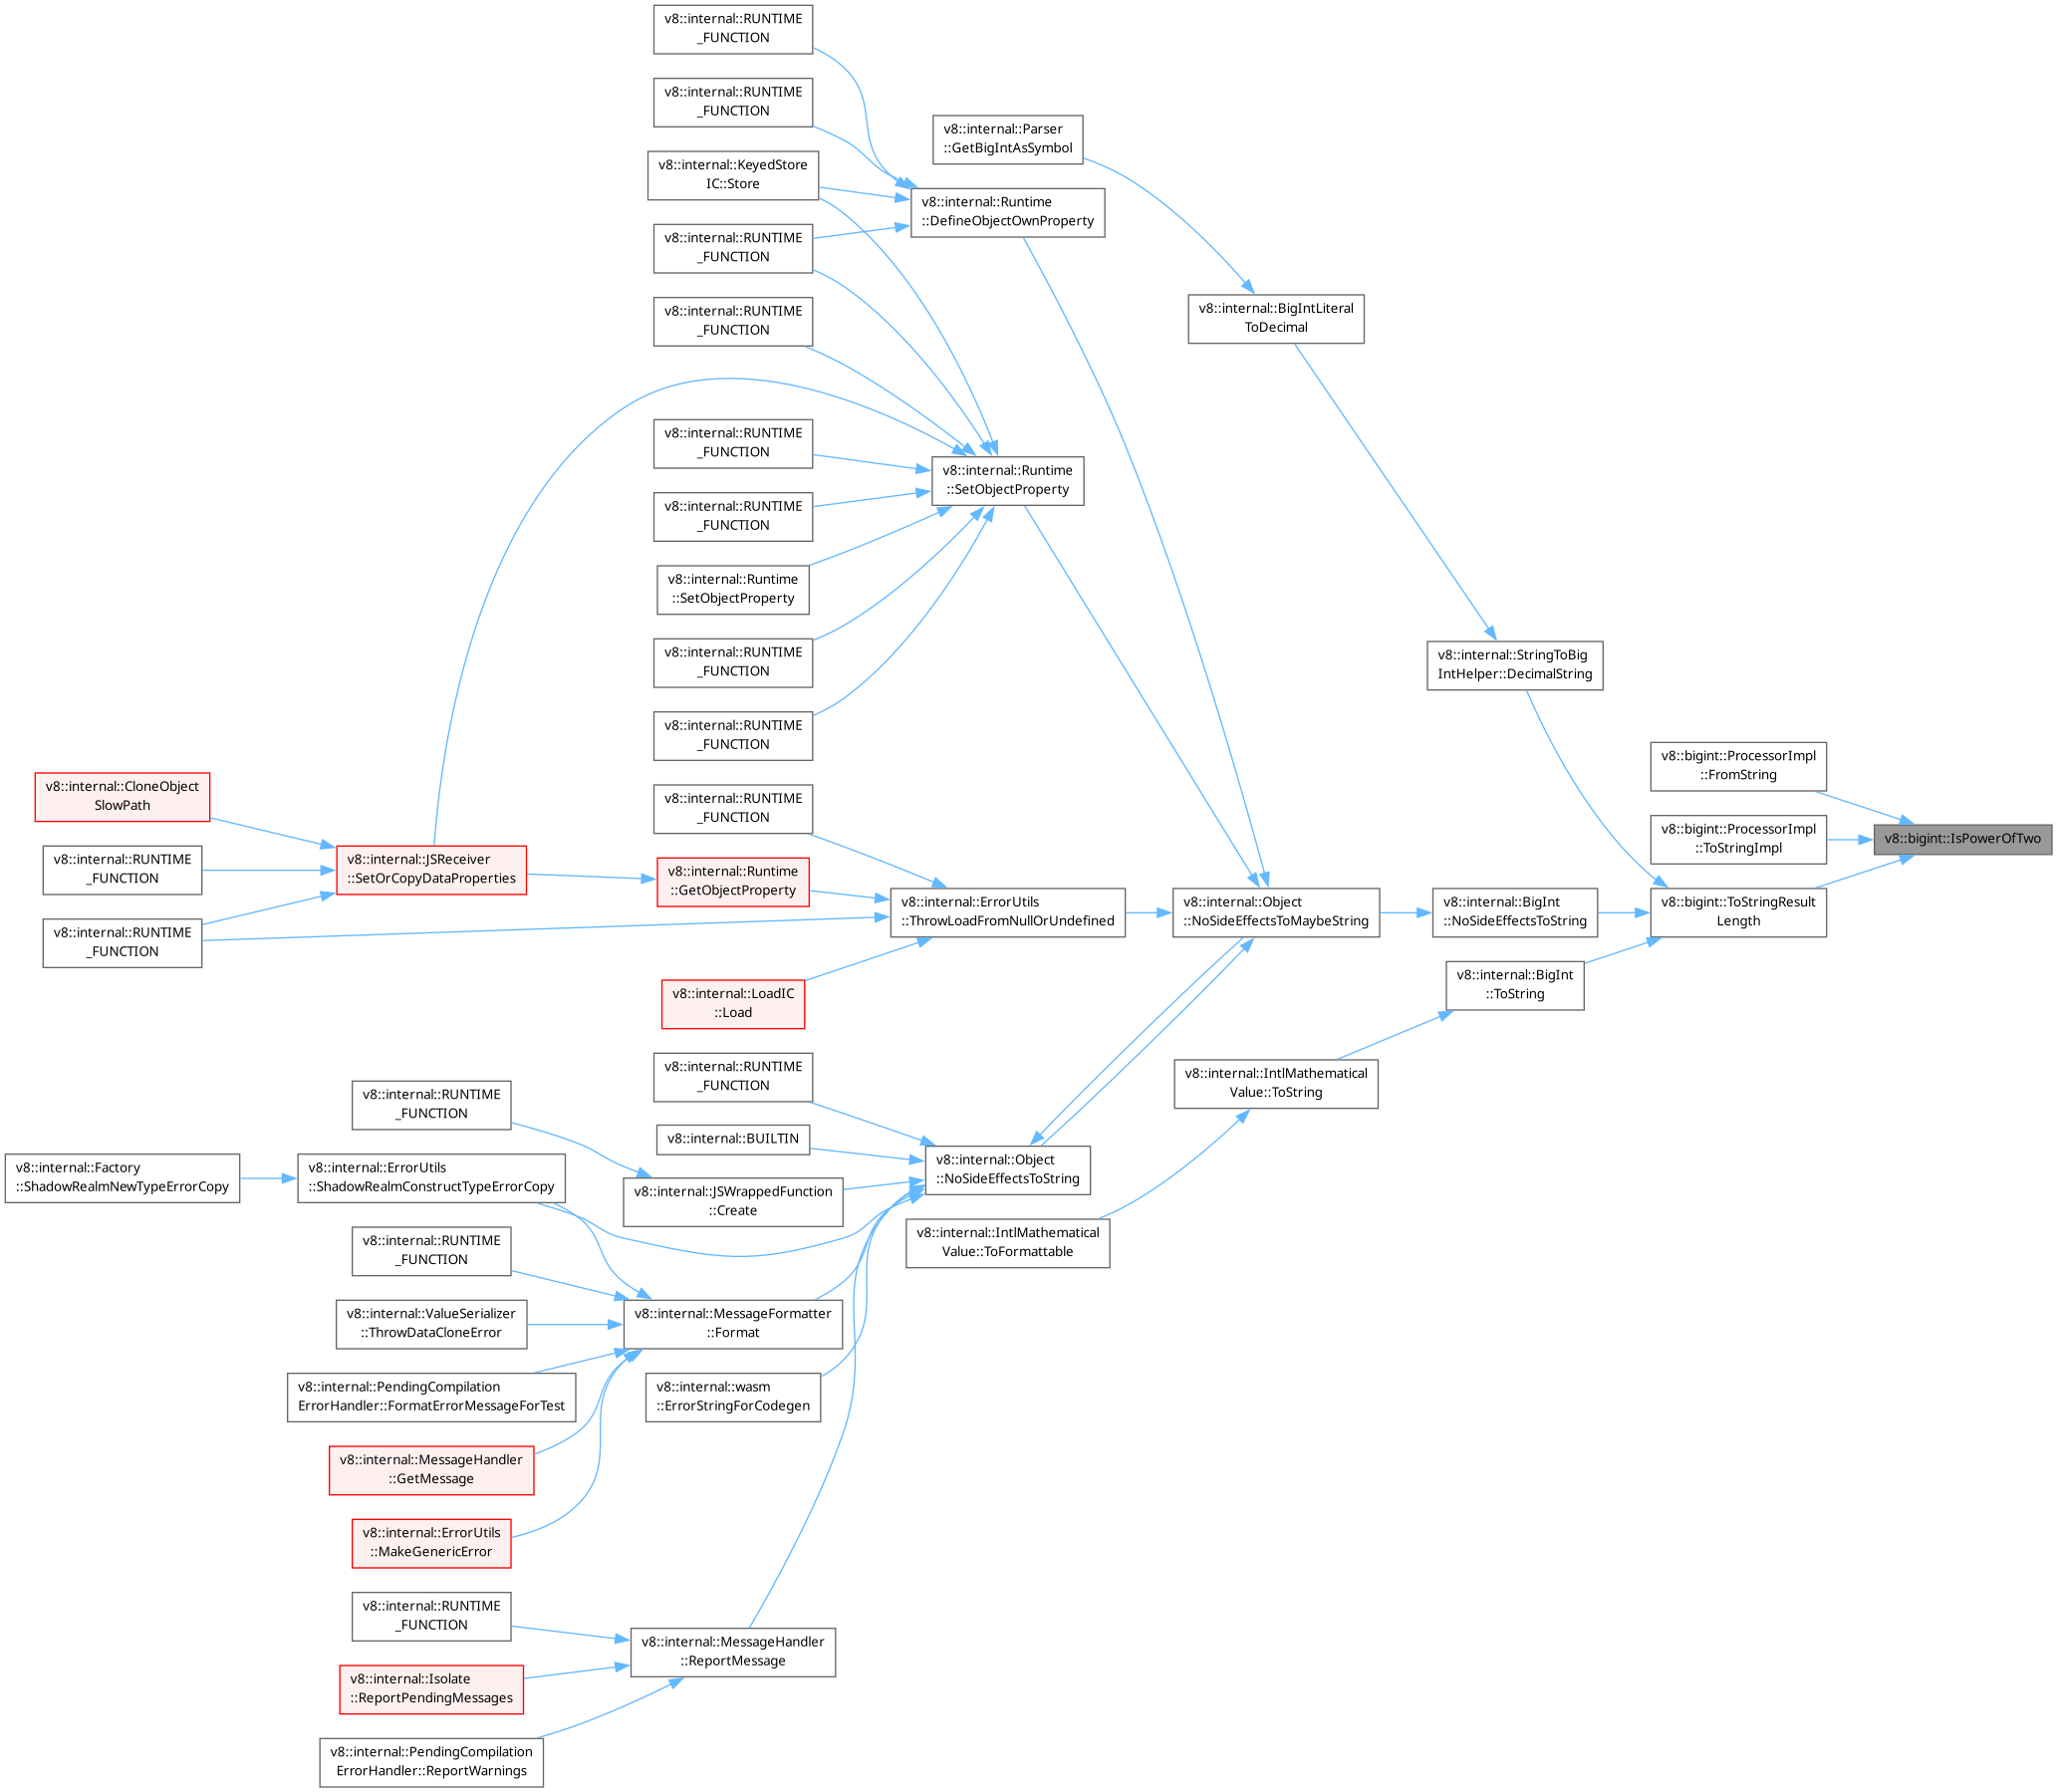 v8::internal::RUNTIME
_FUNCTION
v8::internal::RUNTIME
_FUNCTION
v8::internal::KeyedStore
IC::Store
v8::internal::RUNTIME
_FUNCTION
v8::internal::RUNTIME
_FUNCTION
v8::internal::RUNTIME
_FUNCTION
v8::internal::RUNTIME
_FUNCTION
v8::internal::Runtime
::SetObjectProperty
v8::internal::RUNTIME
_FUNCTION
v8::internal::RUNTIME
_FUNCTION
v8::internal::Parser
::GetBigIntAsSymbol
v8::internal::Runtime
::DefineObjectOwnProperty
v8::internal::BigIntLiteral
ToDecimal
v8::internal::Runtime
::SetObjectProperty
v8::internal::StringToBig
IntHelper::DecimalString
v8::bigint::ProcessorImpl
::FromString
v8::bigint::ProcessorImpl
::ToStringImpl
v8::bigint::IsPowerOfTwo
v8::bigint::ToStringResult
Length
v8::internal::BigInt
::NoSideEffectsToString
v8::internal::BigInt
::ToString
v8::internal::Object
::NoSideEffectsToMaybeString
v8::internal::ErrorUtils
::ThrowLoadFromNullOrUndefined
v8::internal::RUNTIME
_FUNCTION
v8::internal::Runtime
::GetObjectProperty
v8::internal::LoadIC
::Load
v8::internal::JSReceiver
::SetOrCopyDataProperties
v8::internal::CloneObject
SlowPath
v8::internal::RUNTIME
_FUNCTION
v8::internal::RUNTIME
_FUNCTION
v8::internal::IntlMathematical
Value::ToString
v8::internal::IntlMathematical
Value::ToFormattable
v8::internal::Object
::NoSideEffectsToString
v8::internal::RUNTIME
_FUNCTION
v8::internal::BUILTIN
v8::internal::JSWrappedFunction
::Create
v8::internal::RUNTIME
_FUNCTION
v8::internal::ErrorUtils
::ShadowRealmConstructTypeErrorCopy
v8::internal::Factory
::ShadowRealmNewTypeErrorCopy
v8::internal::RUNTIME
_FUNCTION
v8::internal::MessageFormatter
::Format
v8::internal::ValueSerializer
::ThrowDataCloneError
v8::internal::PendingCompilation
ErrorHandler::FormatErrorMessageForTest
v8::internal::wasm
::ErrorStringForCodegen
v8::internal::MessageHandler
::GetMessage
v8::internal::ErrorUtils
::MakeGenericError
v8::internal::RUNTIME
_FUNCTION
v8::internal::MessageHandler
::ReportMessage
v8::internal::Isolate
::ReportPendingMessages
v8::internal::PendingCompilation
ErrorHandler::ReportWarnings